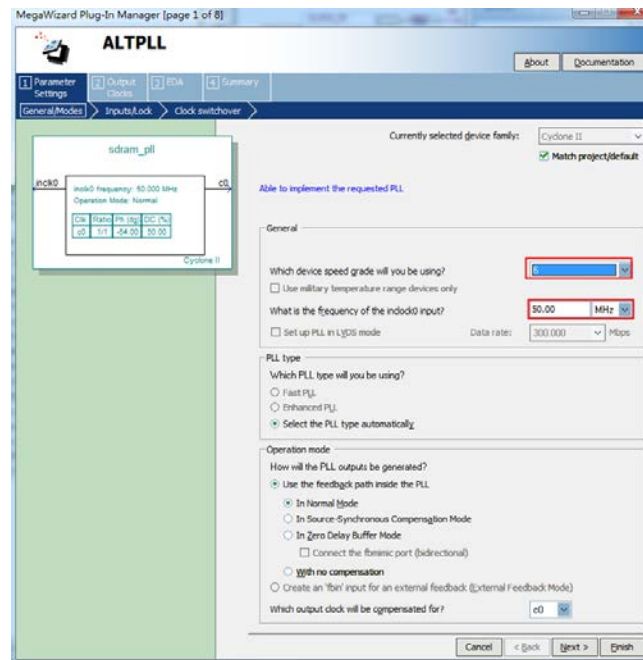 MegaWizard Plug-In Manager [page 1 of 8]
ALTPLL
About
Documentation
1 Parameter Settings
2 Output Clocks
3 EDA
4 Summary
General/Modes
Inputs/Lock
Clock switchover
Currently selected device family:
Cyclone II
Match project/default
sdram_pll
inclk0
c0
inclk0 frequency: 50.000 MHz
Operation Mode: Normal
Clk Ratio Ph (dg) DC (%)
c0 1/1 -54.00 50.00
Cyclone II
Able to implement the requested PLL
General
Which device speed grade will you be using?
6
Use military temperature range devices only
What is the frequency of the inclock0 input?
50.00
MHz
Set up PLL in LVDS mode
Data rate:
300.000
Mbps
PLL type
Which PLL type will you be using?
Fast PLL
Enhanced PLL
Select the PLL type automatically
Operation mode
How will the PLL outputs be generated?
Use the feedback path inside the PLL
In Normal Mode
In Source-Synchronous Compensation Mode
In Zero Delay Buffer Mode
Connect the fbmimic port (bidirectional)
With no compensation
Create an 'fbin' input for an external feedback (External Feedback Mode)
Which output clock will be compensated for?
c0
Cancel
< Back
Next >
Finish